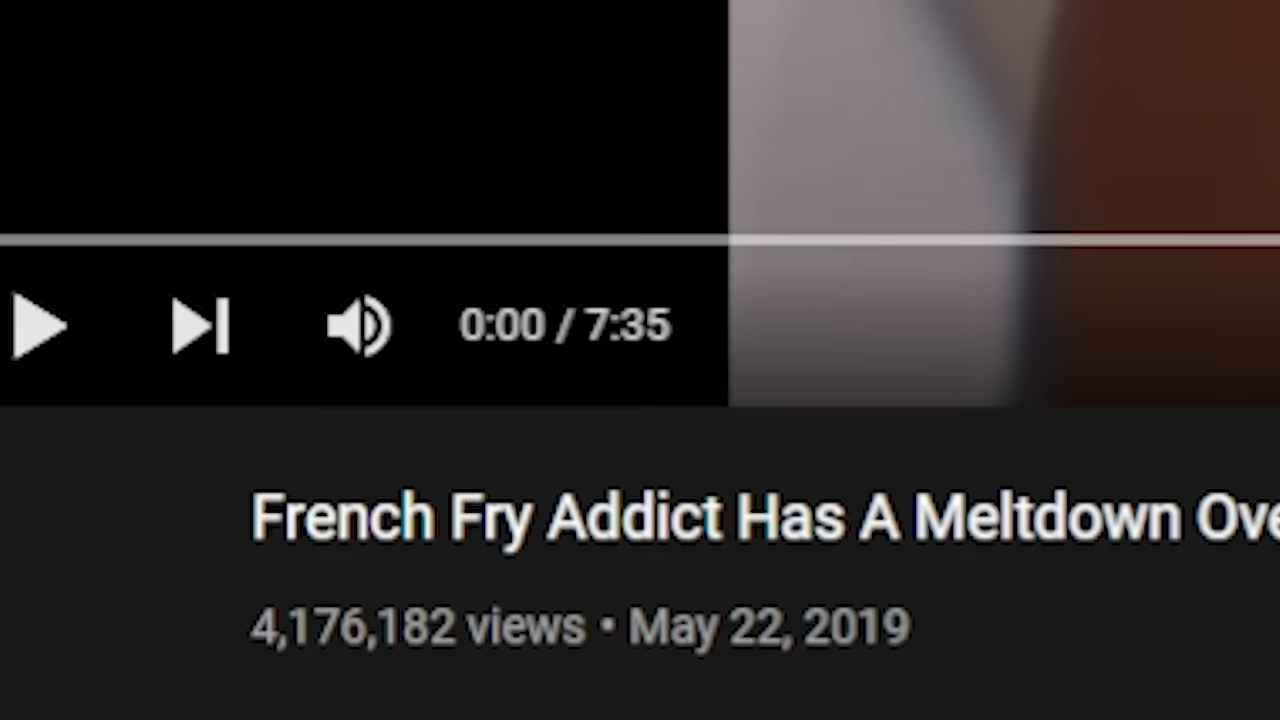 0:00 / 7:35
French Fry Addict Has A Meltdown
4,176,182 views • May 22, 2019